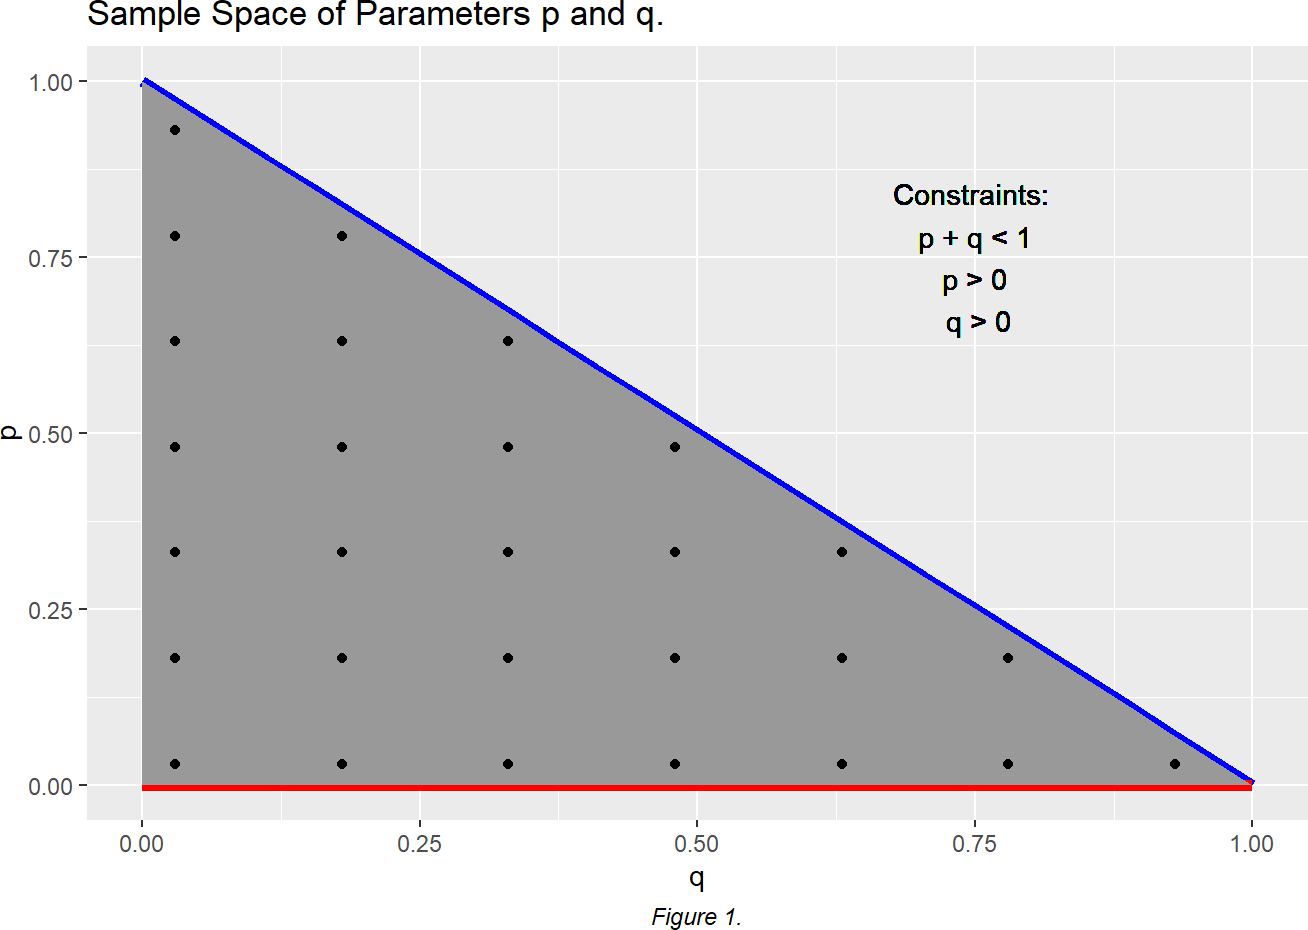 Sample Space of Parameters p and q.
Constraints:
p + q < 1
p > 0
q > 0
1.00
0.75
0.50
0.25
0.00
p
0.00 0.25 0.50 0.75 1.00
q
Figure 1.